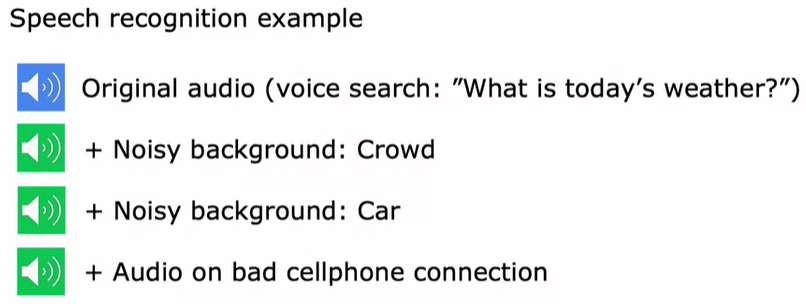 Speech recognition example
Original audio (voice search: ″What is today′s weather?″)
+ Noisy background: Crowd
+ Noisy background: Car
+ Audio on bad cellphone connection